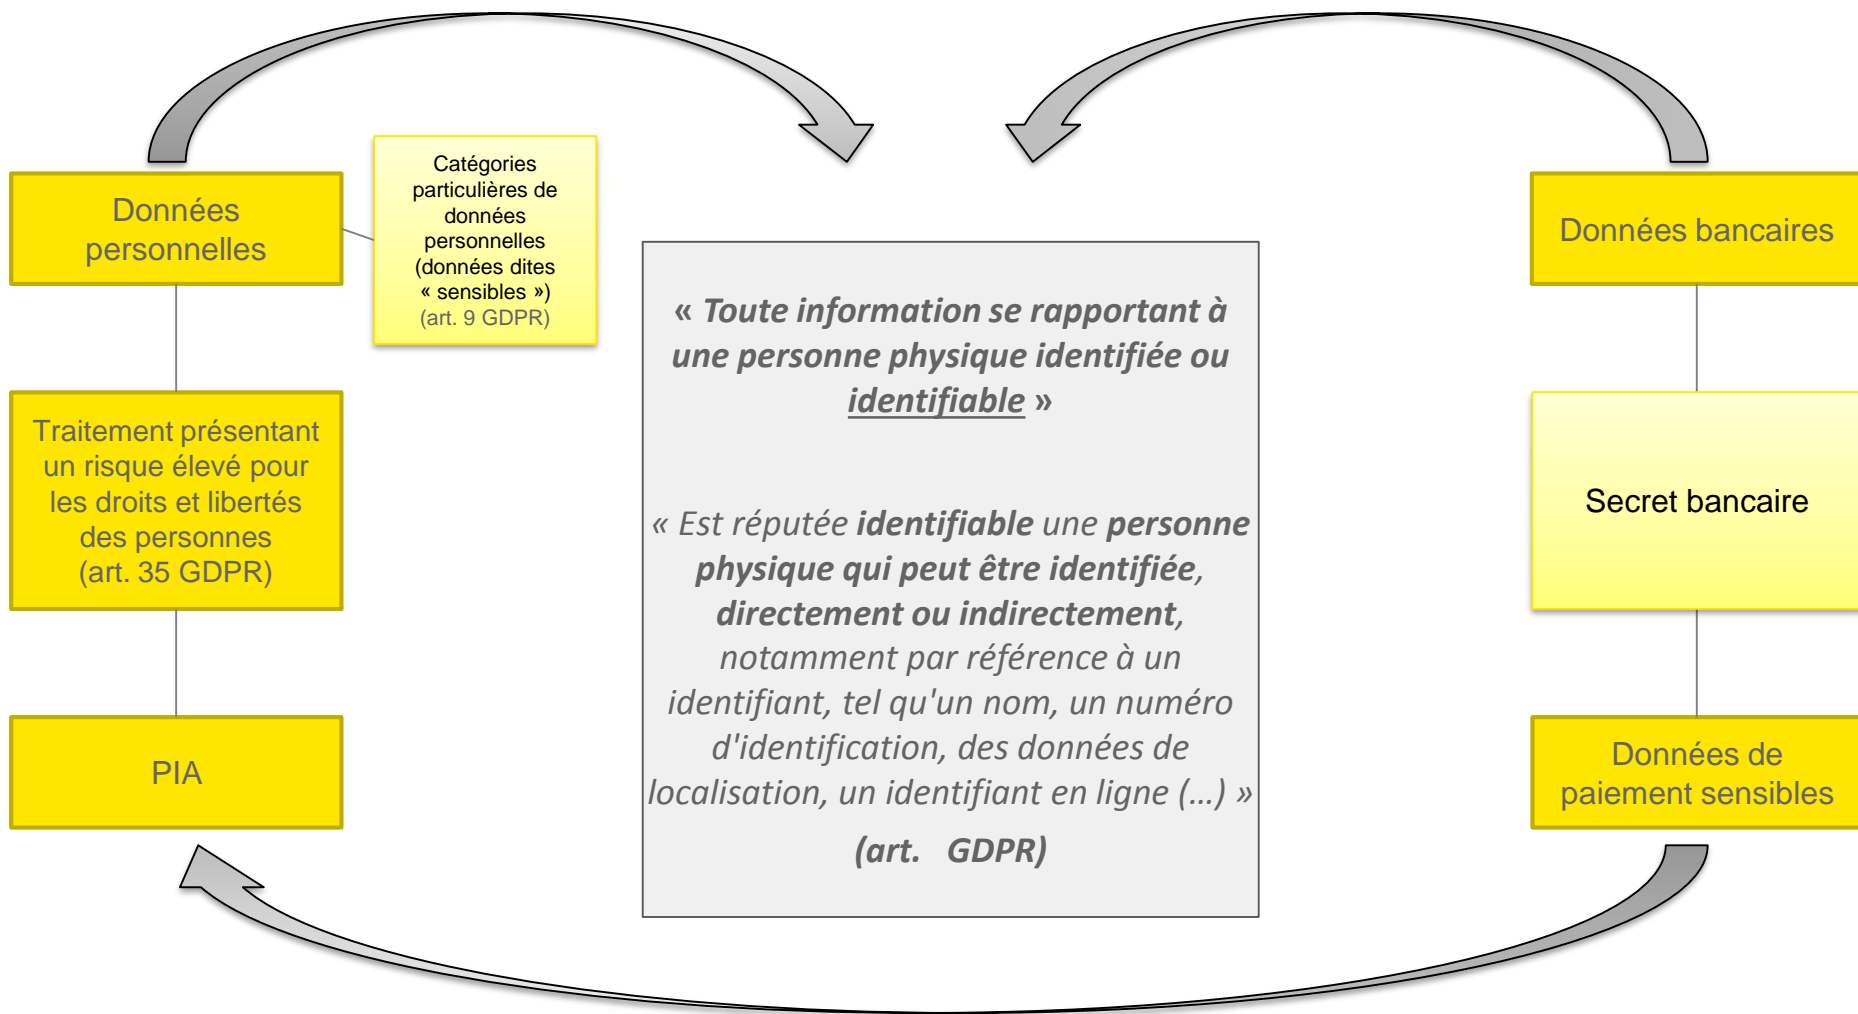 Données
personnelles
Catégories
particulières de
données
personnelles
(données dites
« sensibles »)
(art. 9 GDPR)
Traitement présentant
un risque élevé pour
les droits et libertés
des personnes
(art. 35 GDPR)
PIA
« Toute information se rapportant à
une personne physique identifiée ou
identifiable »
« Est réputée identifiable une personne
physique qui peut être identifiée,
directement ou indirectement,
notamment par référence à un
identifiant, tel qu'un nom, un numéro
d'identification, des données de
localisation, un identifiant en ligne (...) »
(art.   GDPR)
Données bancaires
Secret bancaire
Données de
paiement sensibles